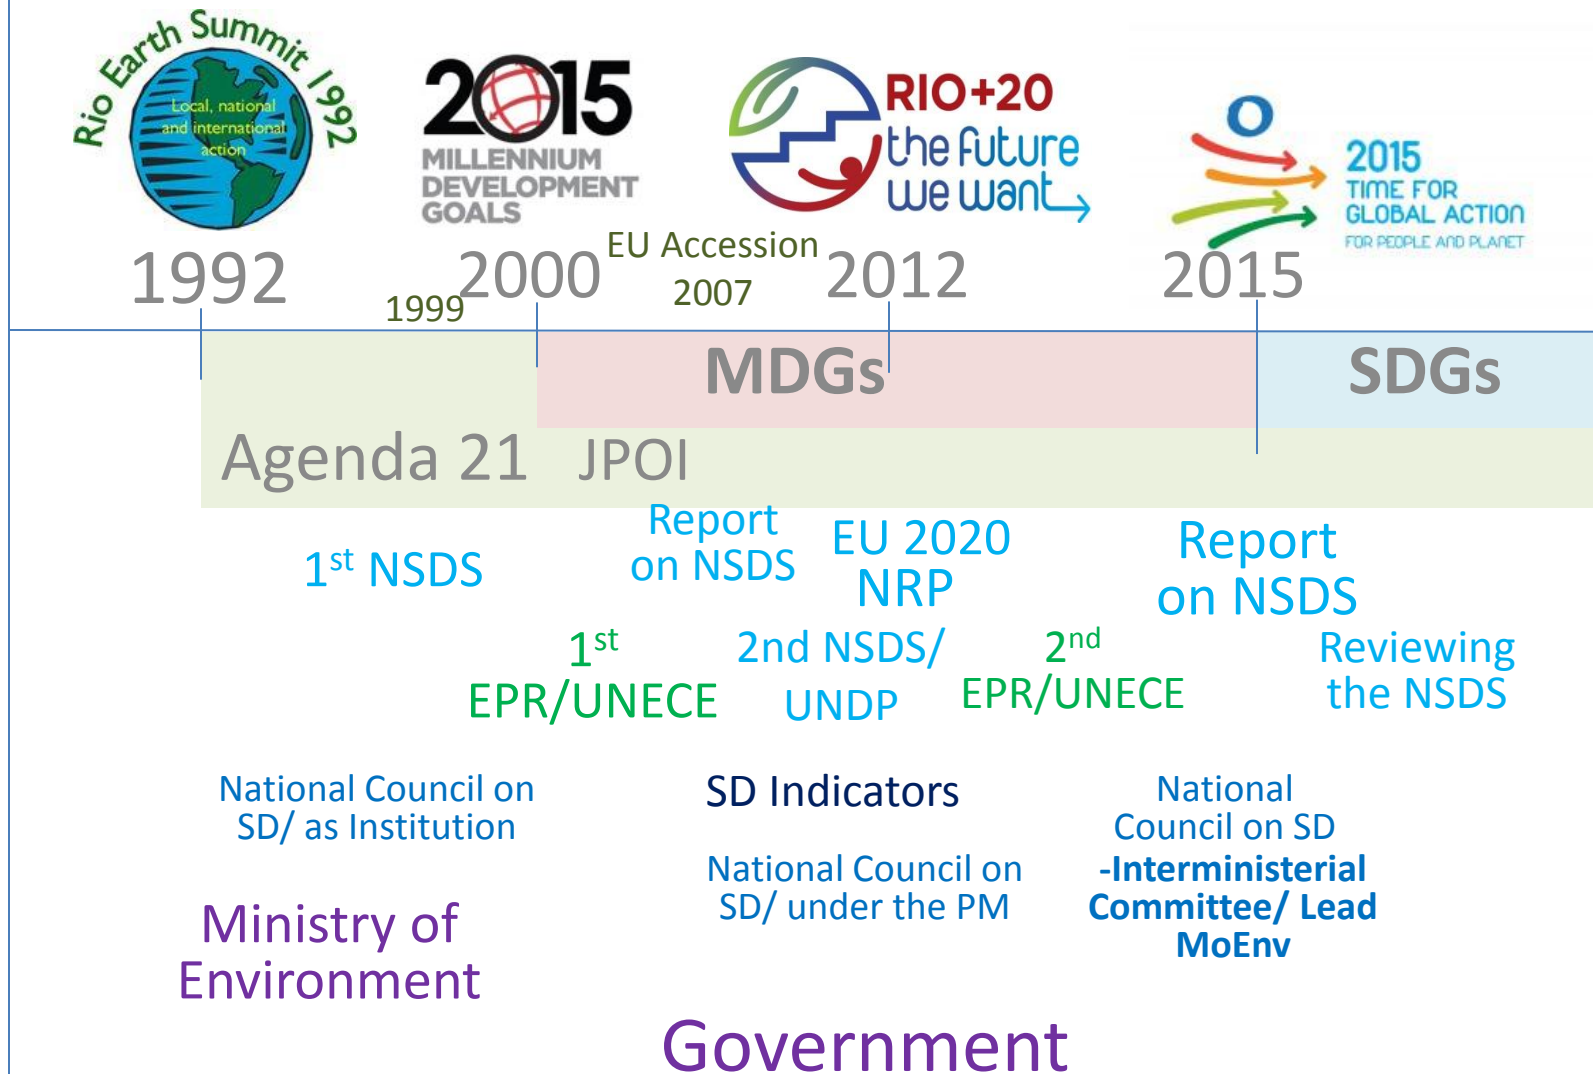 Rio Earth Summit 1992
Local, national
and international
action
2015
MILLENNIUM
DEVELOPMENT
GOALS
RIO+20
the future
we want
2015
TIME FOR
GLOBAL ACTION
FOR PEOPLE AND PLANET
1992
1999
2000
EU Accession
2007
2012
2015
MDGs
SDGs
Agenda 21
JPOI
1st NSDS
Report
on NSDS
EU 2020
NRP
Report
on NSDS
1st
EPR/UNECE
2nd NSDS/
UNDP
2nd
EPR/UNECE
Reviewing
the NSDS
National Council on
SD/ as Institution
SD Indicators
National Council on
SD/ under the PM
National
Council on SD
-Interministerial
Committee/ Lead
MoEnv
Ministry of
Environment
Government